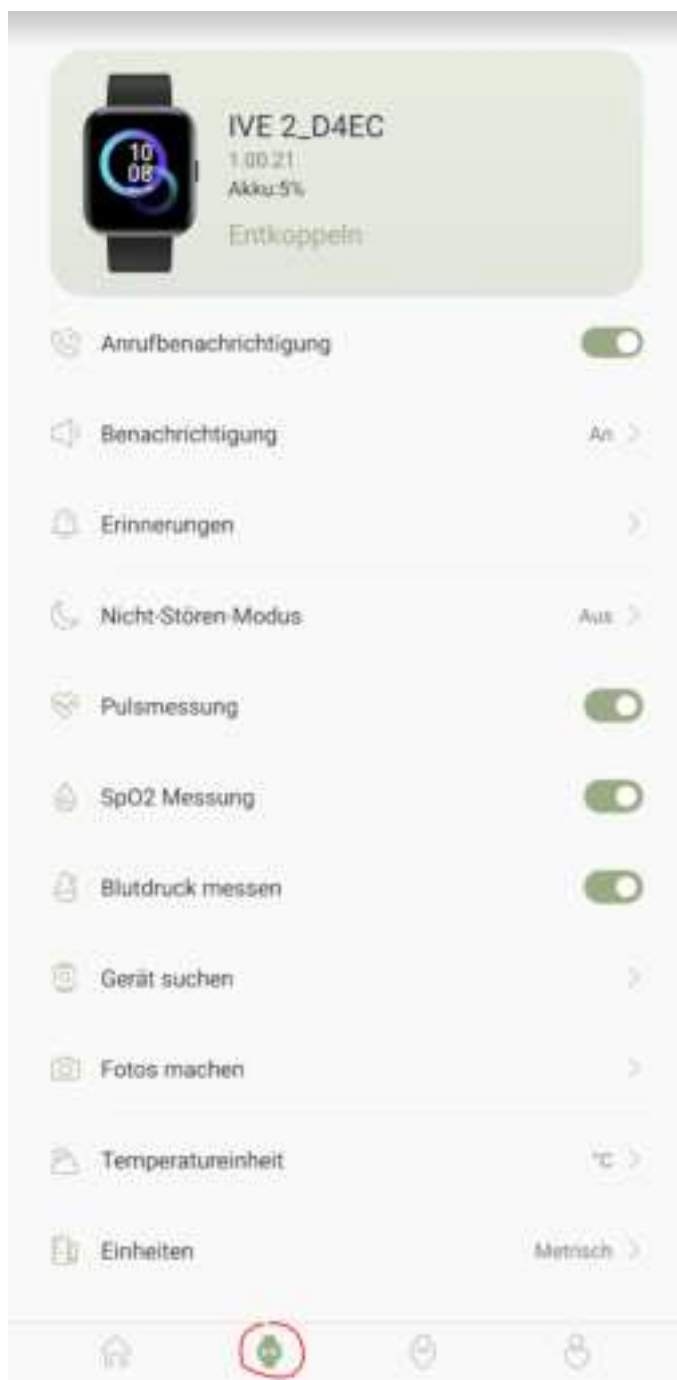 10
08
IVE 2_D4EC
1.00.21
Akku:5%
Entkoppeln
Anrufbenachrichtigung
Benachrichtigung An
Erinnerungen
Nicht-Stören-Modus Aus
Pulsmessung
SpO2 Messung
Blutdruck messen
Gerät suchen
Fotos machen
Temperatureinheit °C
Einheiten Metrisch